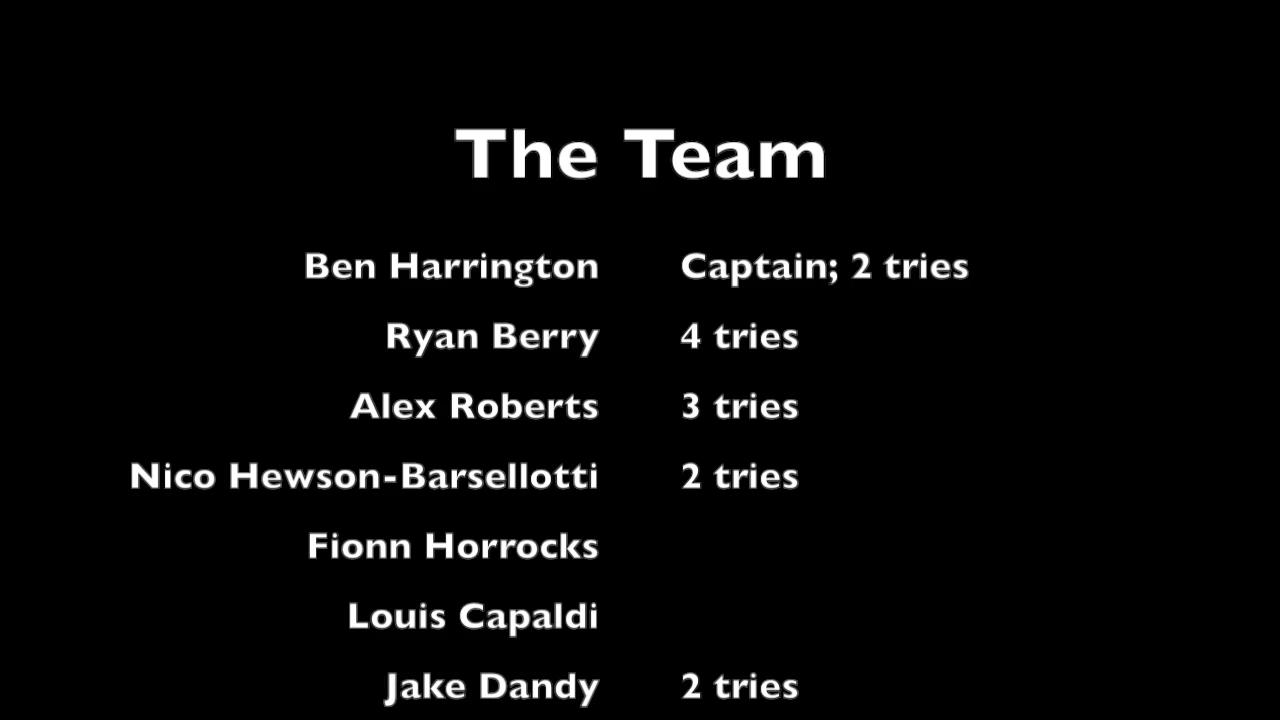 The Team
Ben Harrington Captain; 2 tries
Ryan Berry 4 tries
Alex Roberts 3 tries
Nico Hewson-Barsellotti 2 tries
Fionn Horrocks
Louis Capaldi
Jake Dandy 2 tries